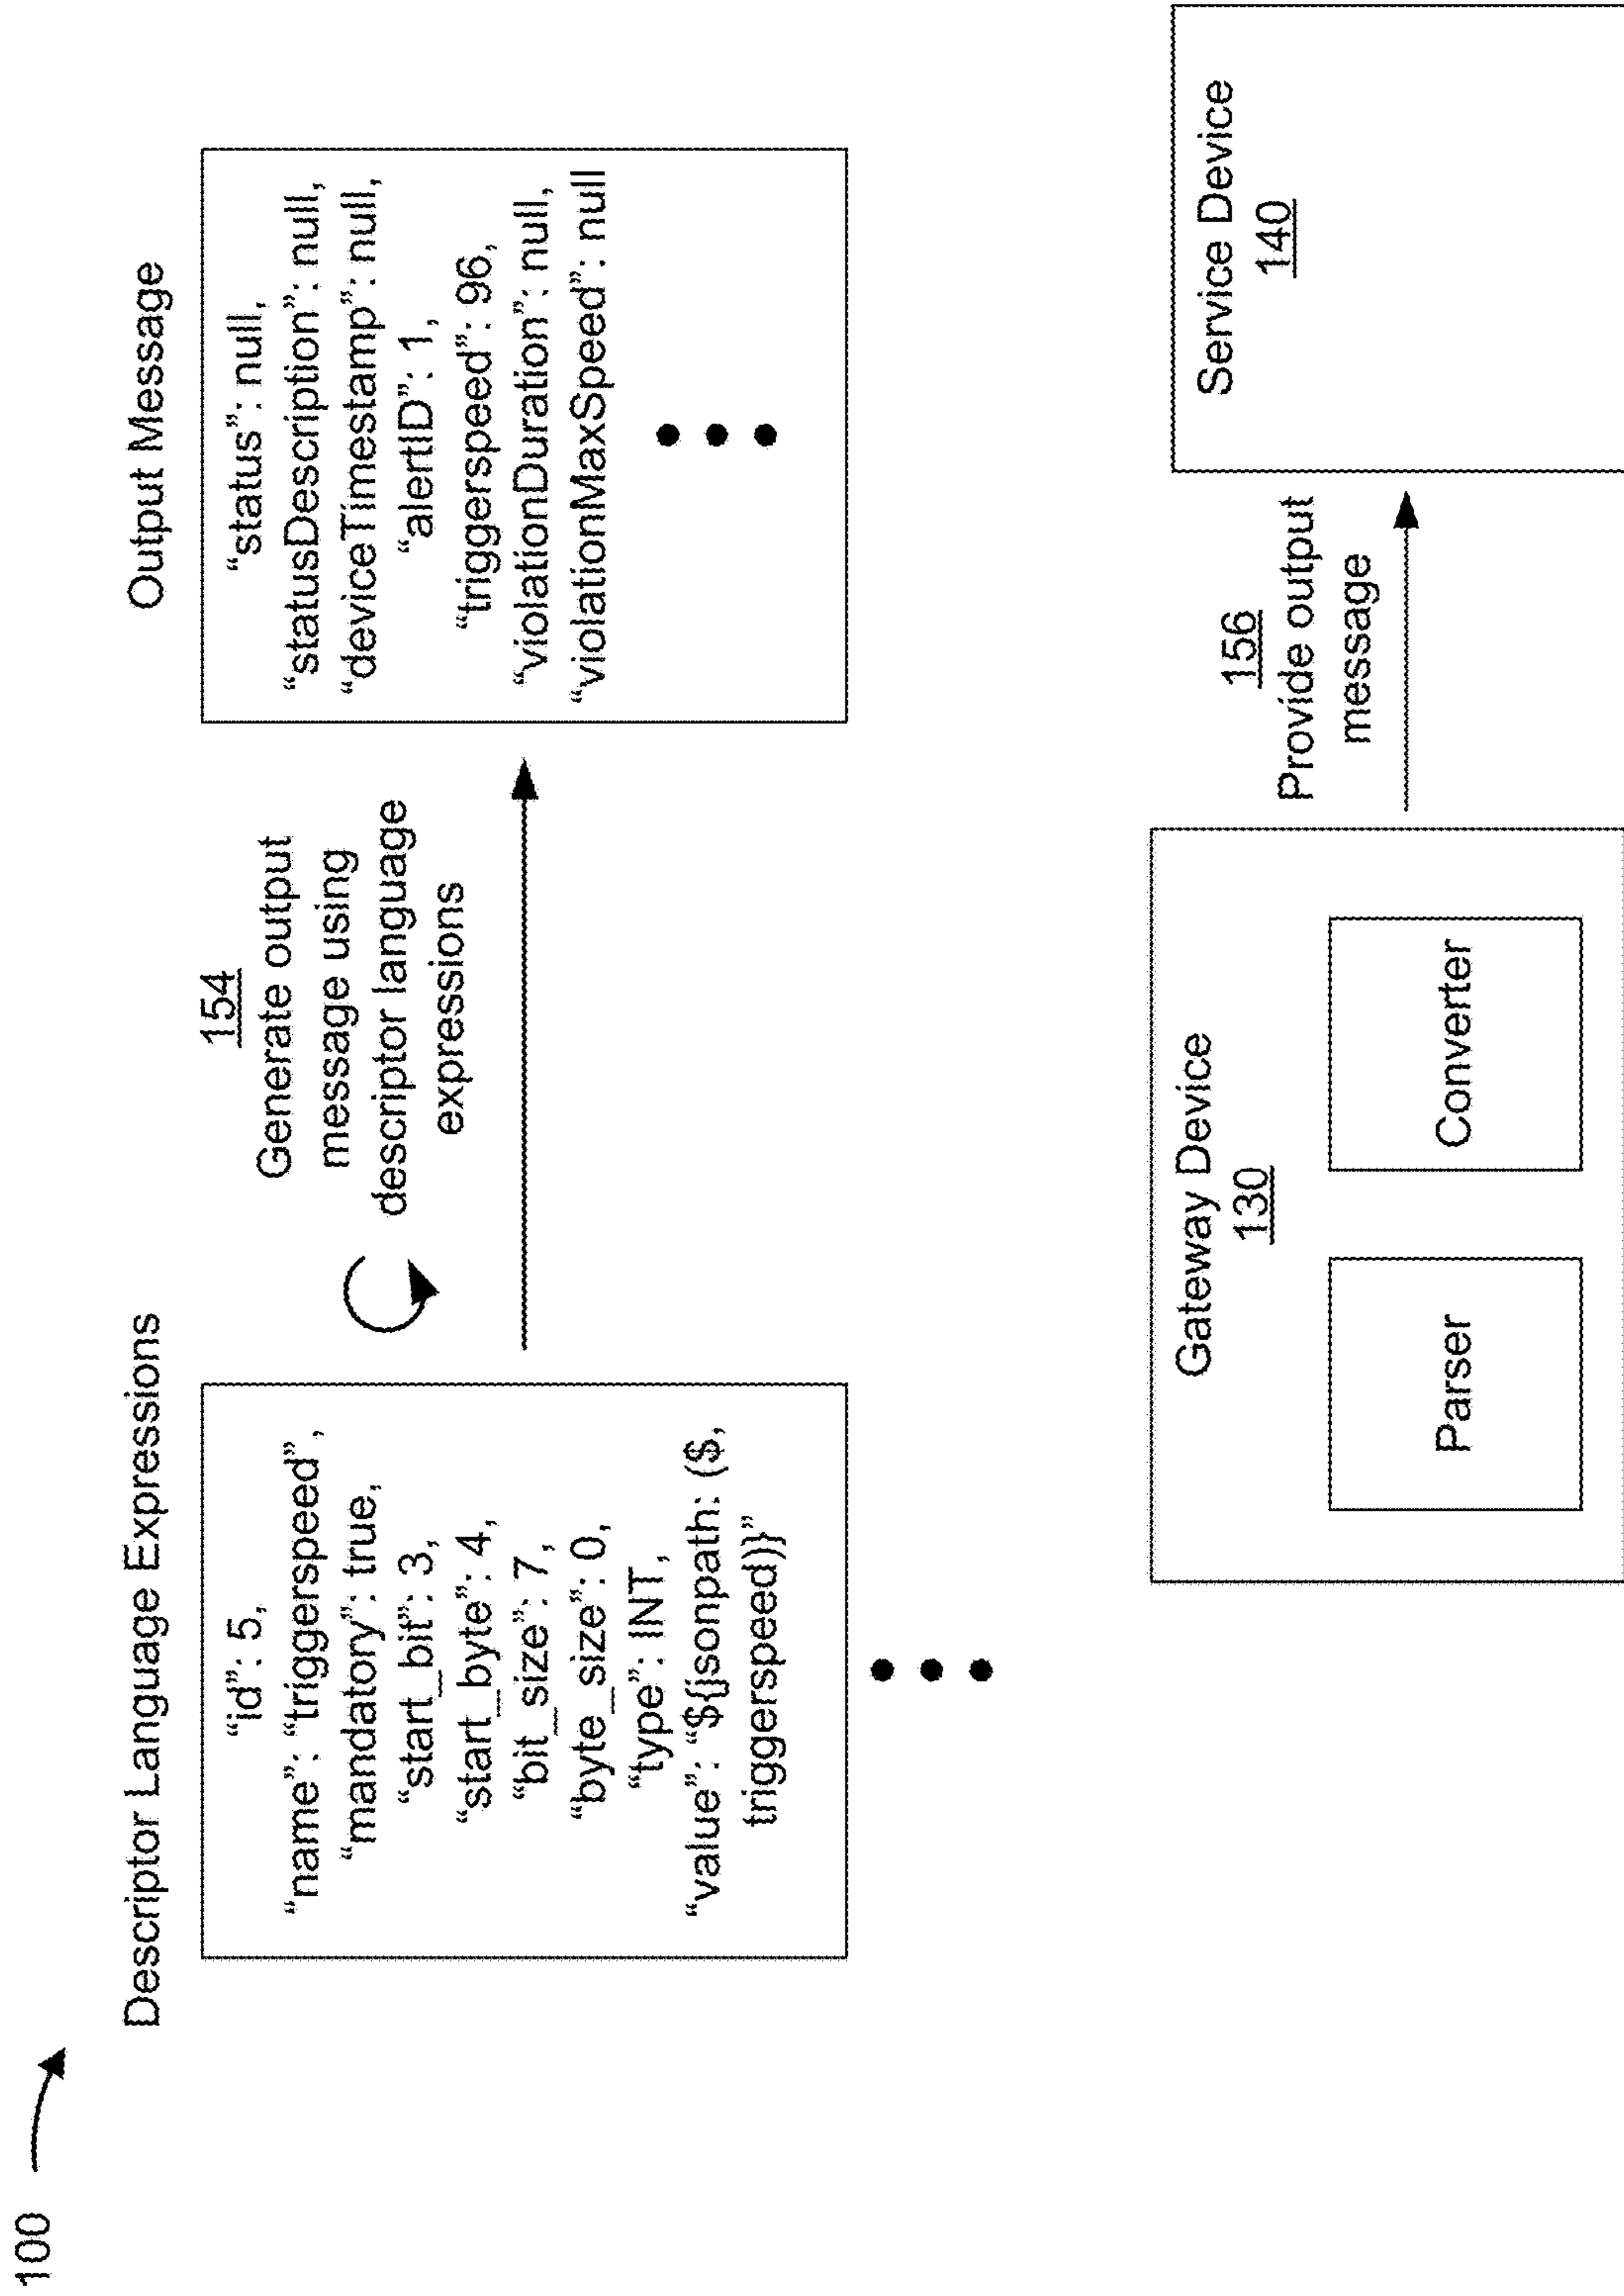 100
Descriptor Language Expressions
“id”: 5,
“name”: “triggerspeed”,
“mandatory”: true,
“start_bit”: 3,
“start_byte”: 4,
“bit_size”: 7,
“byte_size”: 0,
“type”: INT,
“value”: “${jsonpath: ($,
triggerspeed)}”
154
Generate output
message using
descriptor language
expressions
Output Message
“status”: null,
“statusDescription”: null,
“deviceTimestamp”: null,
“alertID”: 1,
“triggerspeed”: 96,
“violationDuration”: null,
“violationMaxSpeed”: null
Gateway Device
130
Parser
Converter
156
Provide output
message
Service Device
140